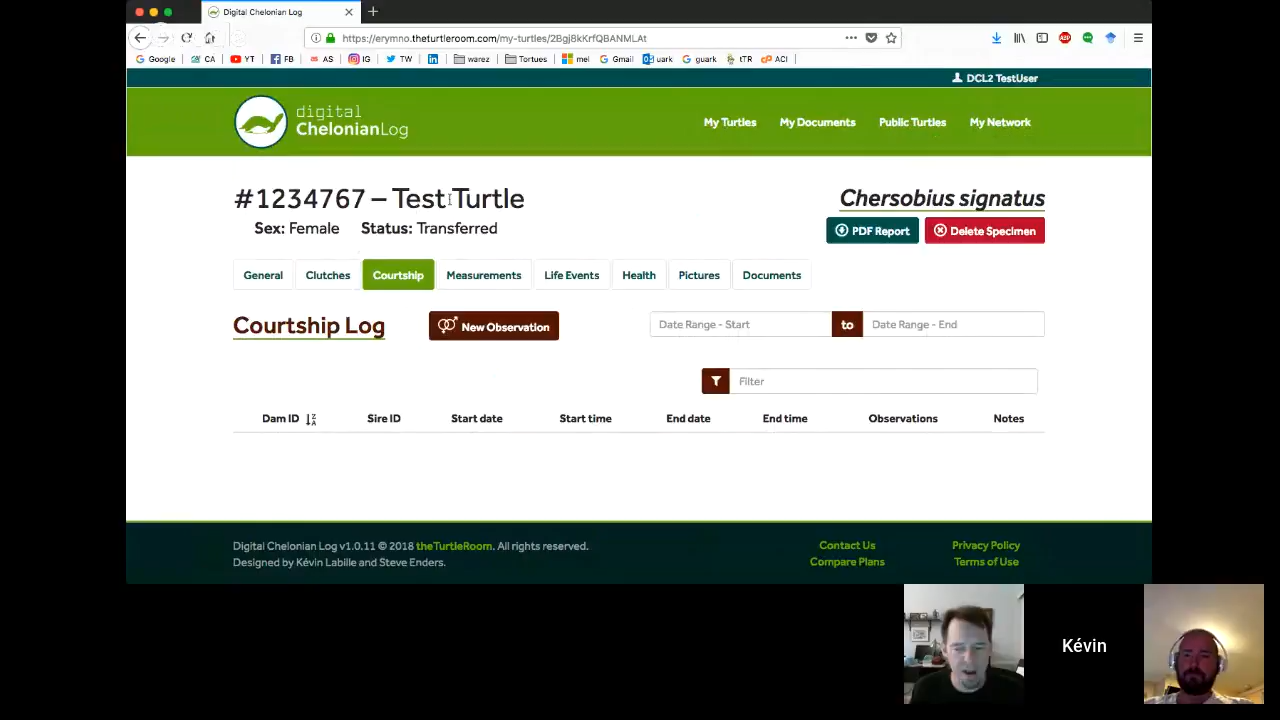 Digital Chelonian Log
https://erymno.theturtleroom.com/my-turtles/2Bgj8kKrfQBANMLAt
Google CA YT FB AS IG TW warez Tortues mel Gmail uark guark tTR ACI
DCL2 TestUser
digital
ChelonianLog
My Turtles My Documents Public Turtles My Network
#1234767 – Test Turtle
Chersobius signatus
Sex: Female Status: Transferred
PDF Report Delete Specimen
General Clutches Courtship Measurements Life Events Health Pictures Documents
Courtship Log New Observation Date Range - Start to Date Range - End
Filter
Dam ID Sire ID Start date Start time End date End time Observations Notes
Digital Chelonian Log v1.0.11 © 2018 theTurtleRoom. All rights reserved.
Designed by Kévin Labille and Steve Enders.
Contact Us Privacy Policy
Compare Plans Terms of Use
Kévin